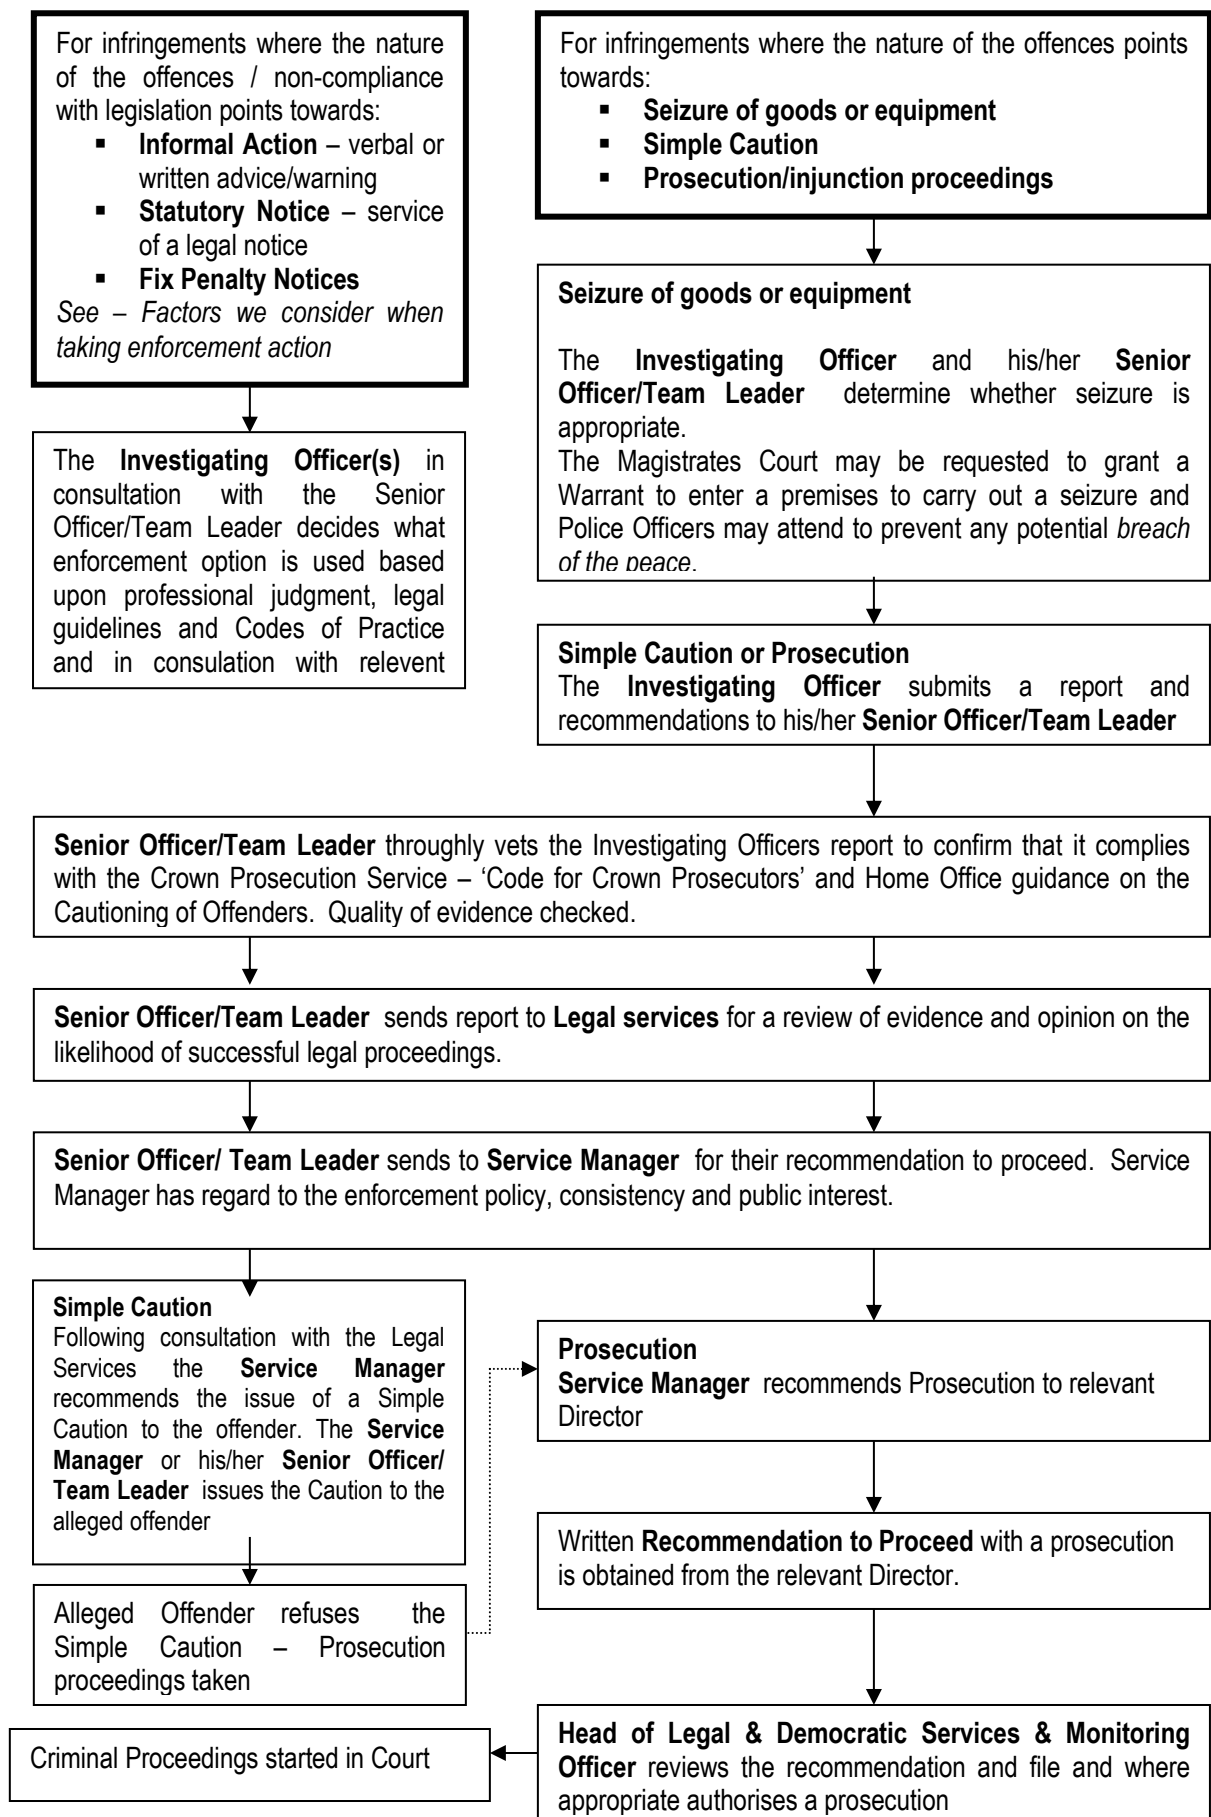 For infringements where the nature
of the offences / non-compliance
with legislation points towards:
▪ Informal Action – verbal or
written advice/warning
▪ Statutory Notice – service
of a legal notice
▪ Fix Penalty Notices
See – Factors we consider when
taking enforcement action
The Investigating Officer(s) in
consultation with the Senior
Officer/Team Leader decides what
enforcement option is used based
upon professional judgment, legal
guidelines and Codes of Practice
and in consulation with relevent
For infringements where the nature of the offences points
towards:
▪ Seizure of goods or equipment
▪ Simple Caution
▪ Prosecution/injunction proceedings
Seizure of goods or equipment
The Investigating Officer and his/her Senior
Officer/Team Leader determine whether seizure is
appropriate.
The Magistrates Court may be requested to grant a
Warrant to enter a premises to carry out a seizure and
Police Officers may attend to prevent any potential breach
of the peace.
Simple Caution or Prosecution
The Investigating Officer submits a report and
recommendations to his/her Senior Officer/Team Leader
Senior Officer/Team Leader throughly vets the Investigating Officers report to confirm that it complies
with the Crown Prosecution Service – ‘Code for Crown Prosecutors’ and Home Office guidance on the
Cautioning of Offenders. Quality of evidence checked.
Senior Officer/Team Leader sends report to Legal services for a review of evidence and opinion on the
likelihood of successful legal proceedings.
Senior Officer/ Team Leader sends to Service Manager for their recommendation to proceed. Service
Manager has regard to the enforcement policy, consistency and public interest.
Simple Caution
Following consultation with the Legal
Services the Service Manager
recommends the issue of a Simple
Caution to the offender. The Service
Manager or his/her Senior Officer/
Team Leader issues the Caution to the
alleged offender
Alleged Offender refuses the
Simple Caution – Prosecution
proceedings taken
Prosecution
Service Manager recommends Prosecution to relevant
Director
Written Recommendation to Proceed with a prosecution
is obtained from the relevant Director.
Head of Legal & Democratic Services & Monitoring
Officer reviews the recommendation and file and where
appropriate authorises a prosecution
Criminal Proceedings started in Court